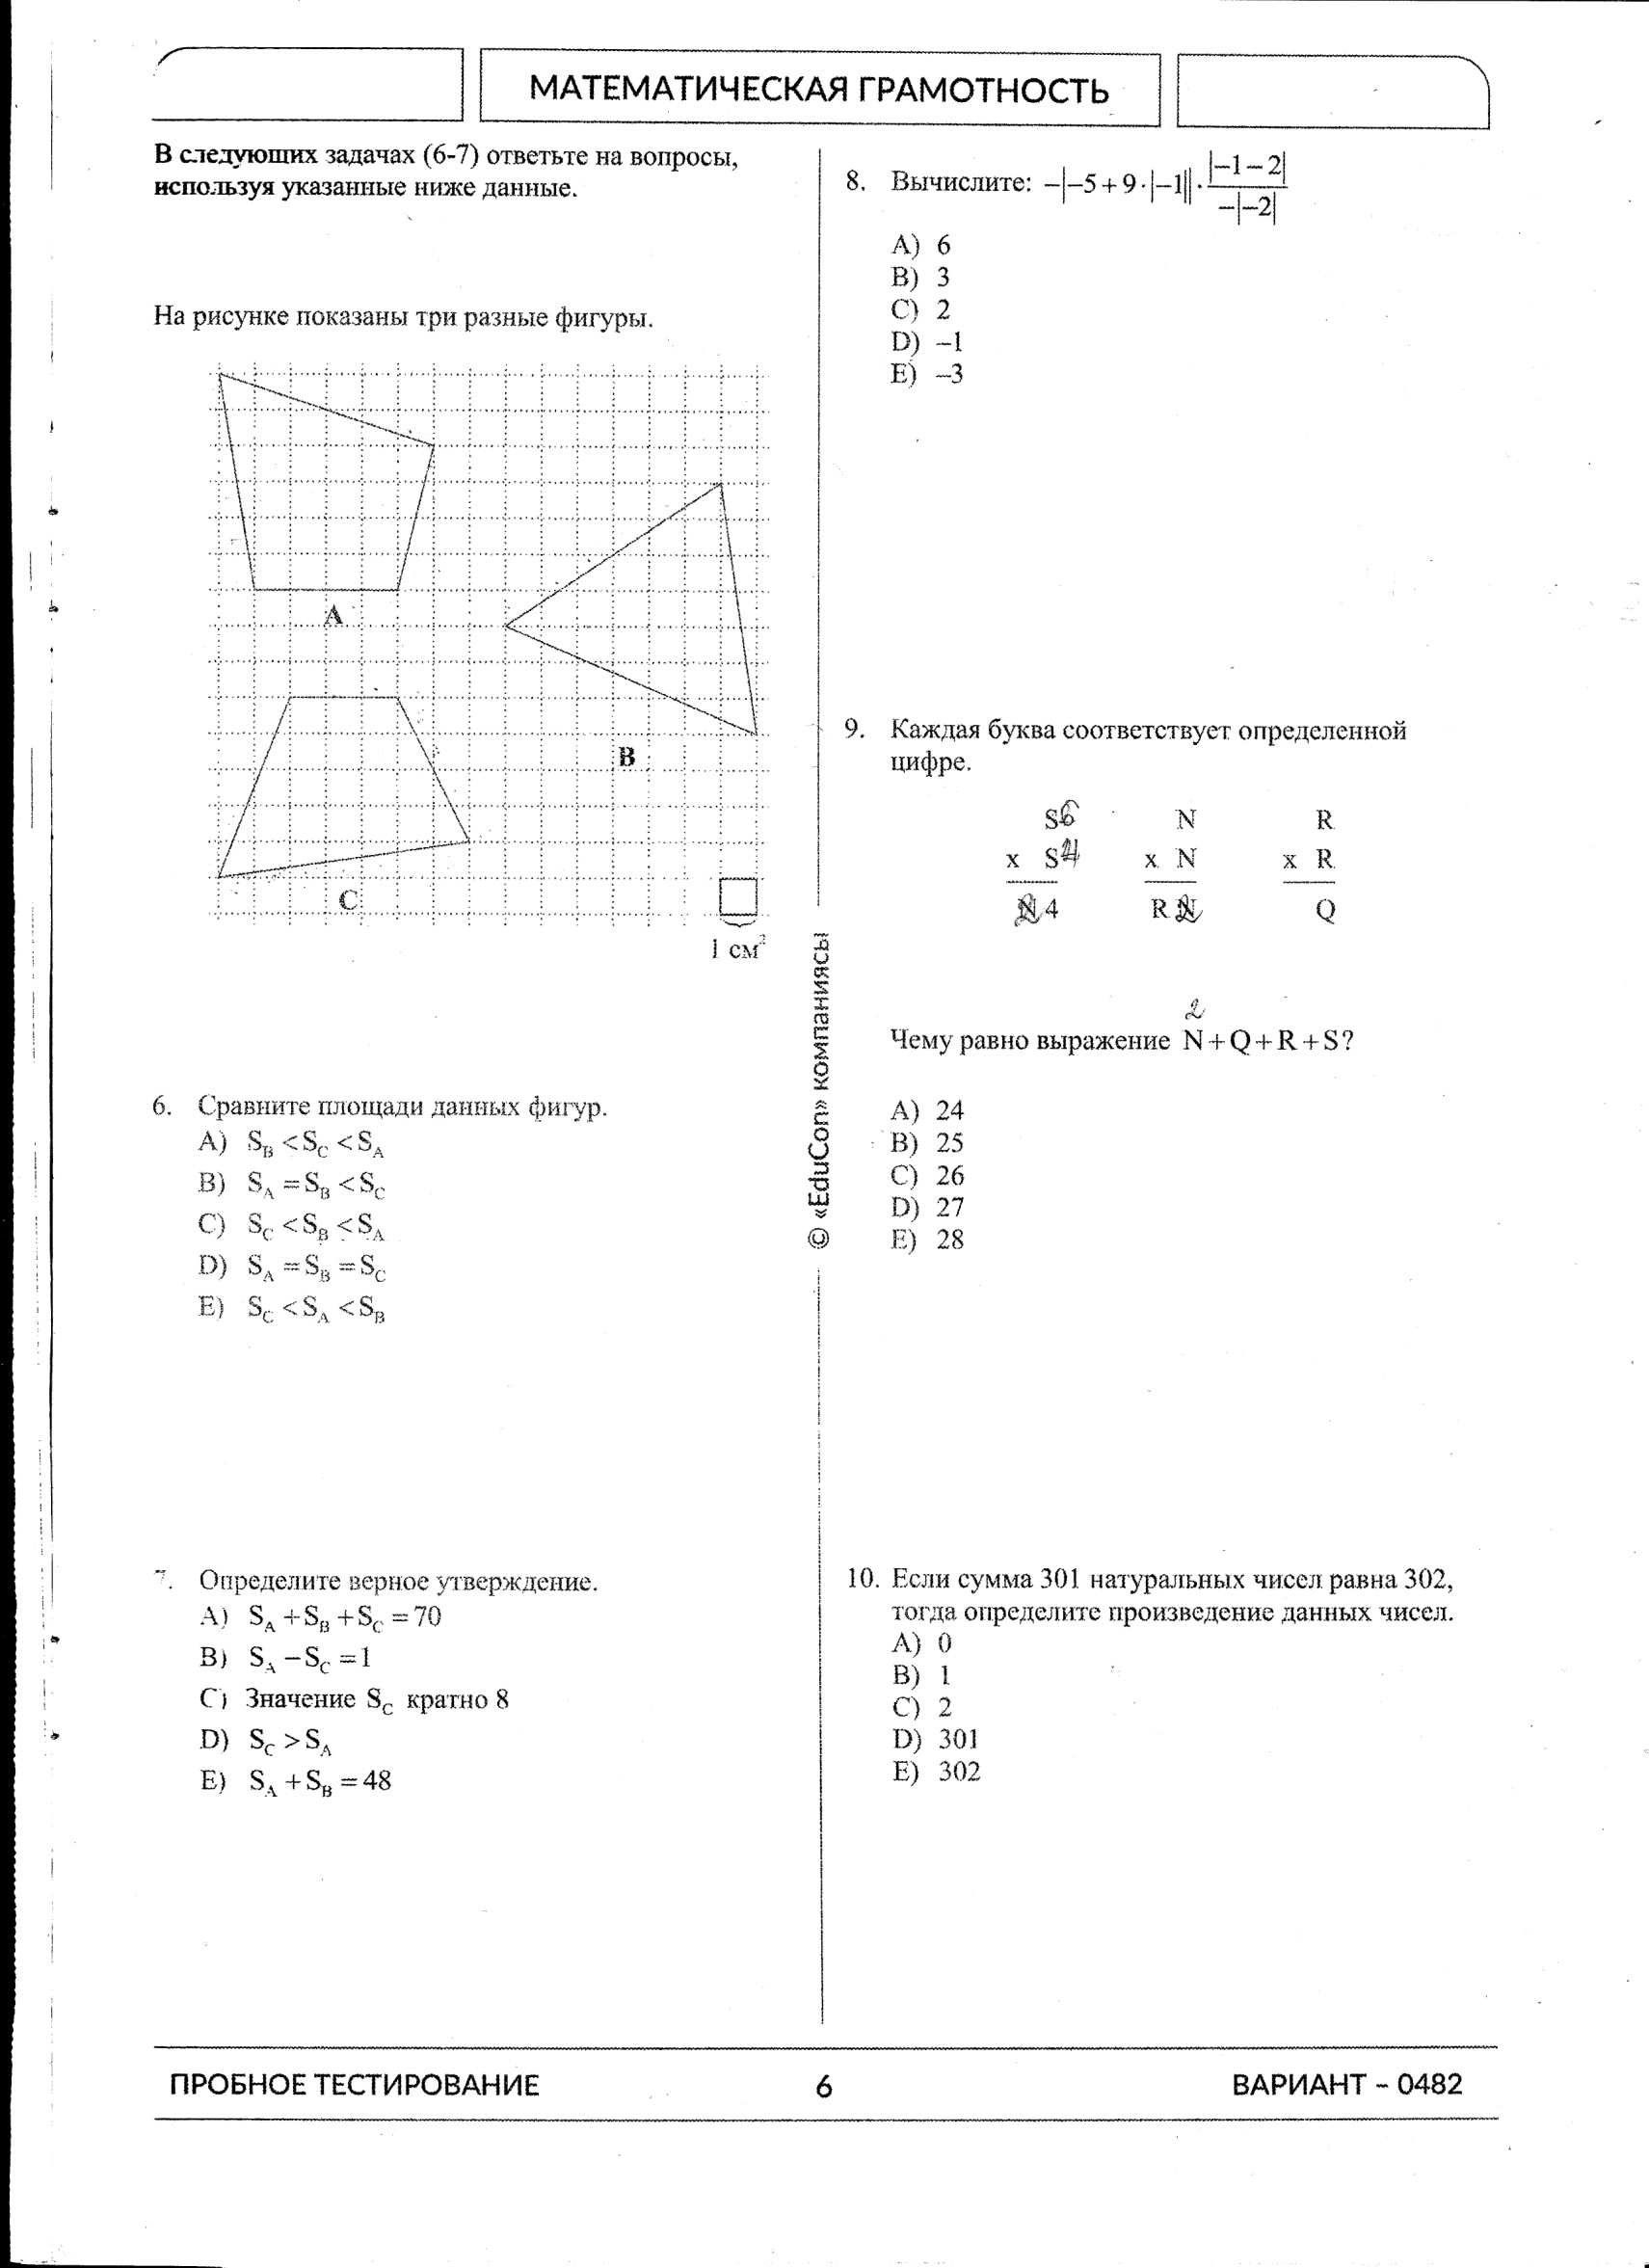 МАТЕМАТИЧЕСКАЯ ГРАМОТНОСТЬ
В следующих задачах (6-7) ответьте на вопросы,
используя указанные ниже данные.
На рисунке показаны три разные фигуры.
A
B
C
1 см²
6. Сравните площади данных фигур.
A) S_B < S_C < S_A
B) S_A = S_B < S_C
C) S_C < S_B < S_A
D) S_A = S_B = S_C
E) S_C < S_A < S_B
7. Определите верное утверждение.
A) S_A + S_B + S_C = 70
B) S_A − S_C = 1
C) Значение S_C кратно 8
D) S_C > S_A
E) S_A + S_B = 48
© «EduCon» компаниясы
8. Вычислите: −|−5 + 9 · |−1|| · |−1 − 2| / −|−2|
A) 6
B) 3
C) 2
D) −1
E) −3
9. Каждая буква соответствует определенной
цифре.
S6 N R
x S4 x N x R
N4 RN Q
2
Чему равно выражение N + Q + R + S?
A) 24
B) 25
C) 26
D) 27
E) 28
10. Если сумма 301 натуральных чисел равна 302,
тогда определите произведение данных чисел.
A) 0
B) 1
C) 2
D) 301
E) 302
ПРОБНОЕ ТЕСТИРОВАНИЕ 6 ВАРИАНТ – 0482